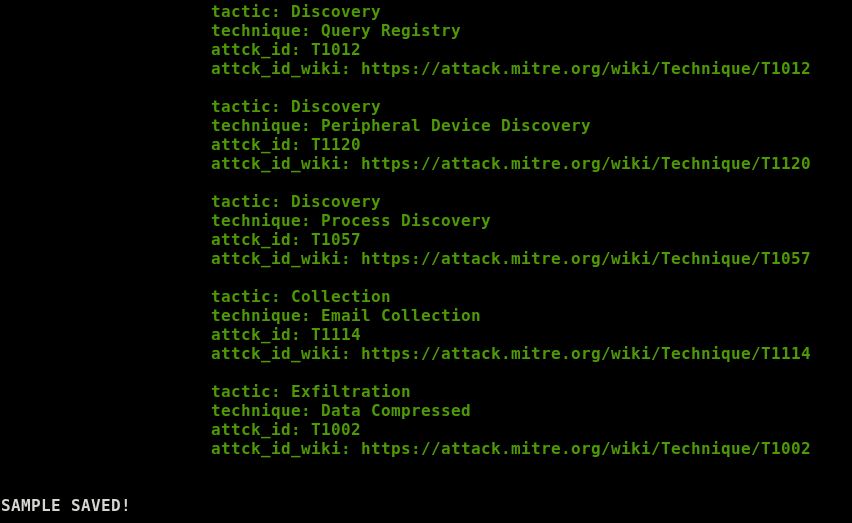 tactic: Discovery
technique: Query Registry
attck_id: T1012
attck_id_wiki: https://attack.mitre.org/wiki/Technique/T1012
tactic: Discovery
technique: Peripheral Device Discovery
attck_id: T1120
attck_id_wiki: https://attack.mitre.org/wiki/Technique/T1120
tactic: Discovery
technique: Process Discovery
attck_id: T1057
attck_id_wiki: https://attack.mitre.org/wiki/Technique/T1057
tactic: Collection
technique: Email Collection
attck_id: T1114
attck_id_wiki: https://attack.mitre.org/wiki/Technique/T1114
tactic: Exfiltration
technique: Data Compressed
attck_id: T1002
attck_id_wiki: https://attack.mitre.org/wiki/Technique/T1002
SAMPLE SAVED!